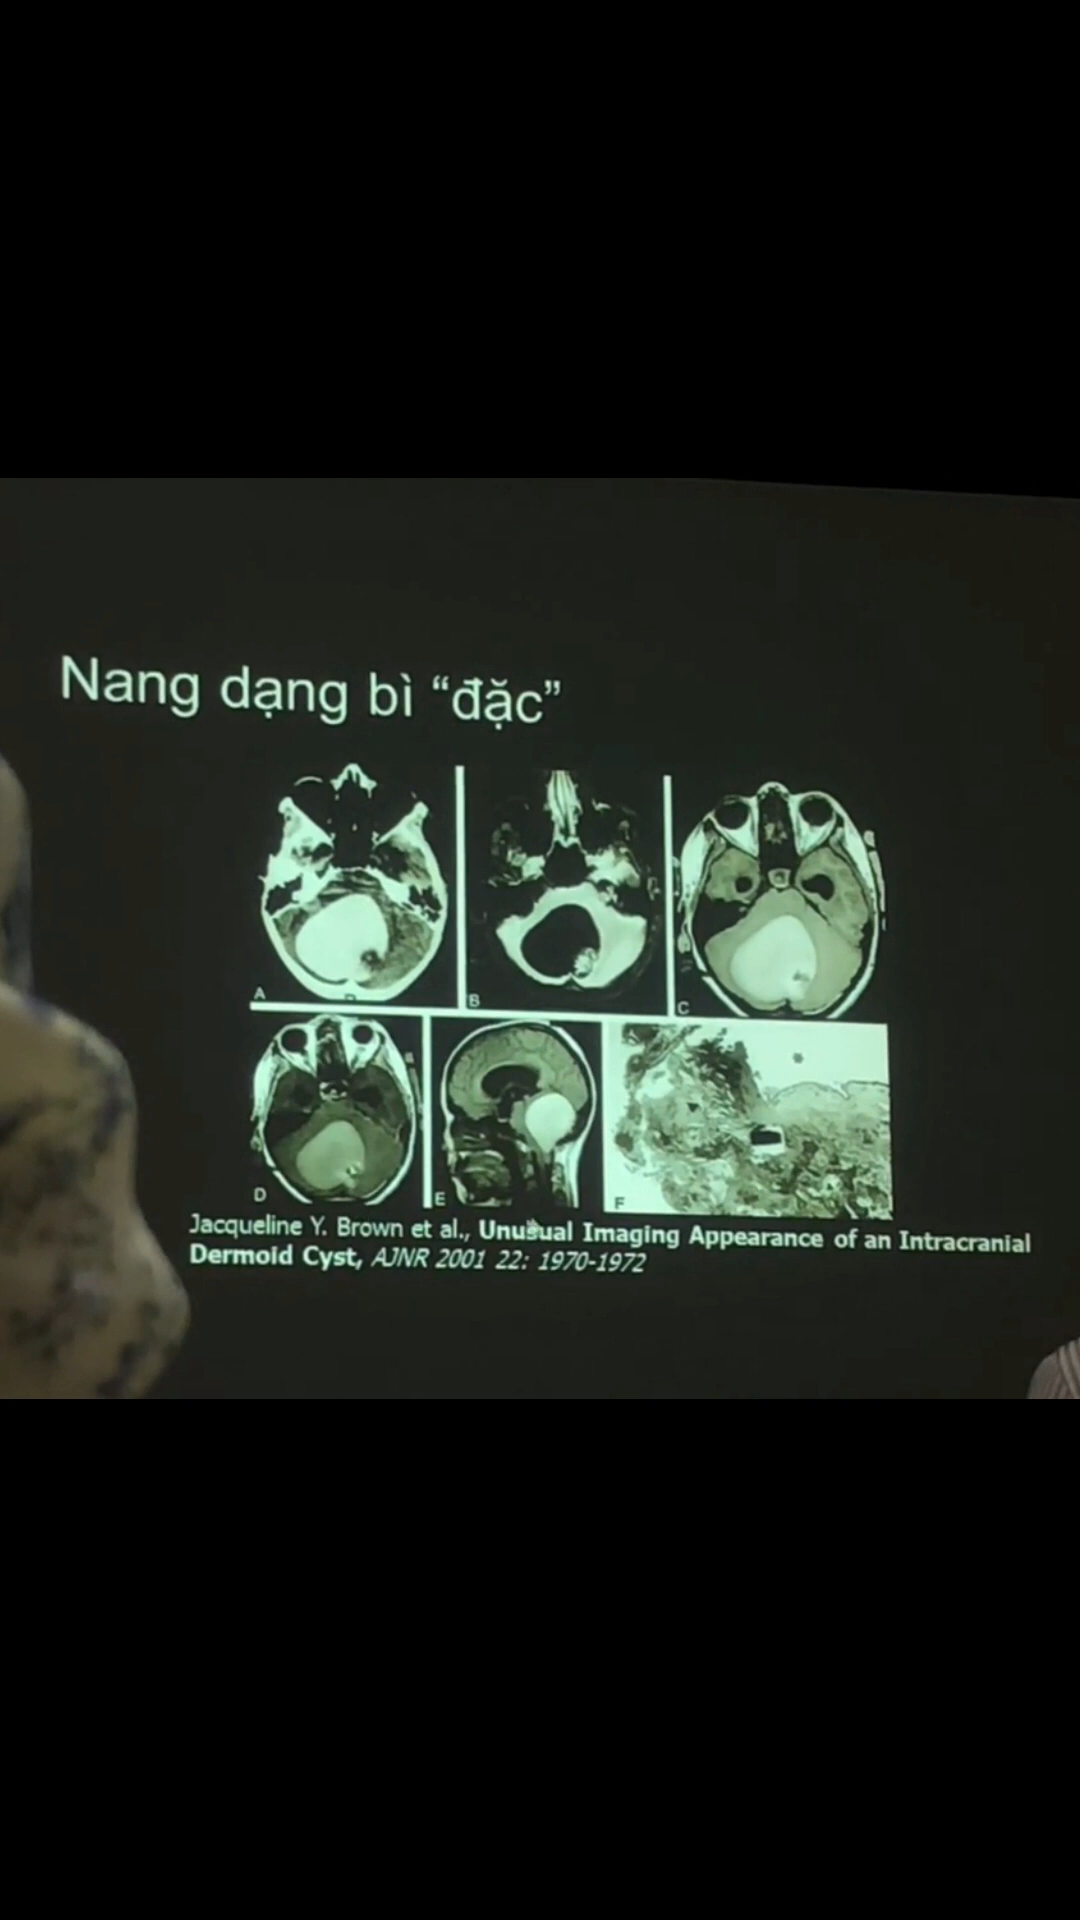 Nang dạng bì “đặc”
A
B
C
D
E
F
Jacqueline Y. Brown et al., Unusual Imaging Appearance of an Intracranial
Dermoid Cyst, AJNR 2001 22: 1970-1972